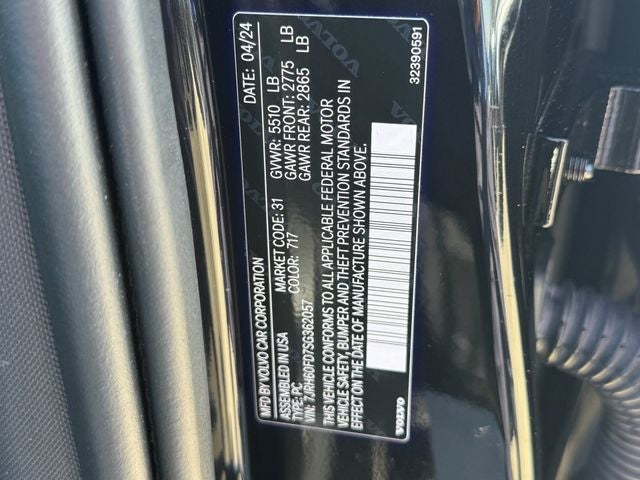 MFD BY VOLVO CAR CORPORATION DATE: 04/24
ASSEMBLED IN USA MARKET CODE: 31 GVWR: 5510 LB
TYPE: PC COLOR: 717 GAWR FRONT: 2775 LB
VIN: 7JRH60FD7SG362057 GAWR REAR: 2865 LB
THIS VEHICLE CONFORMS TO ALL APPLICABLE FEDERAL MOTOR
VEHICLE SAFETY, BUMPER AND THEFT PREVENTION STANDARDS IN
EFFECT ON THE DATE OF MANUFACTURE SHOWN ABOVE.
VOLVO 32390591
VOLVO